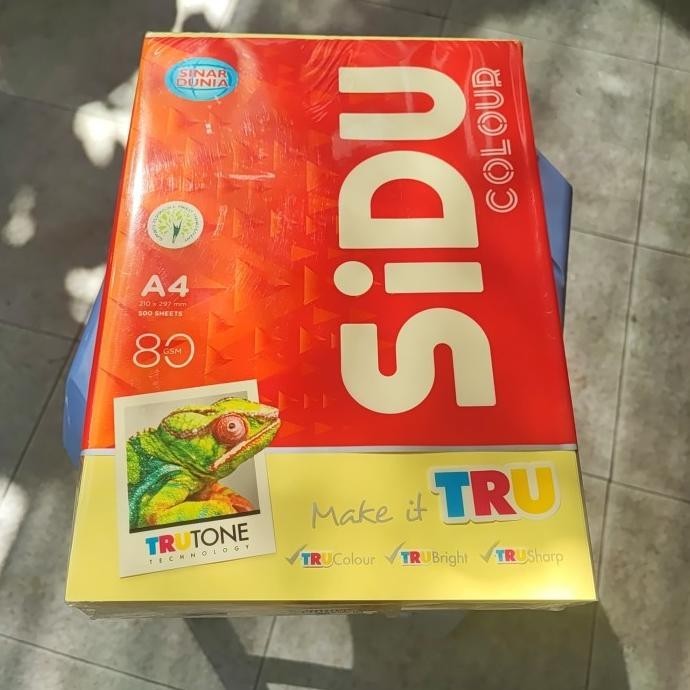 SINAR
DUNIA
SiDU
COLOUR
A4
210 x 297 mm
500 SHEETS
80 GSM
Make it TRU
TRUTONE
TECHNOLOGY
TRUColour TRUBright TRUSharp